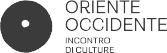 ORIENTE
OCCIDENTE
INCONTRO
DI CULTURE